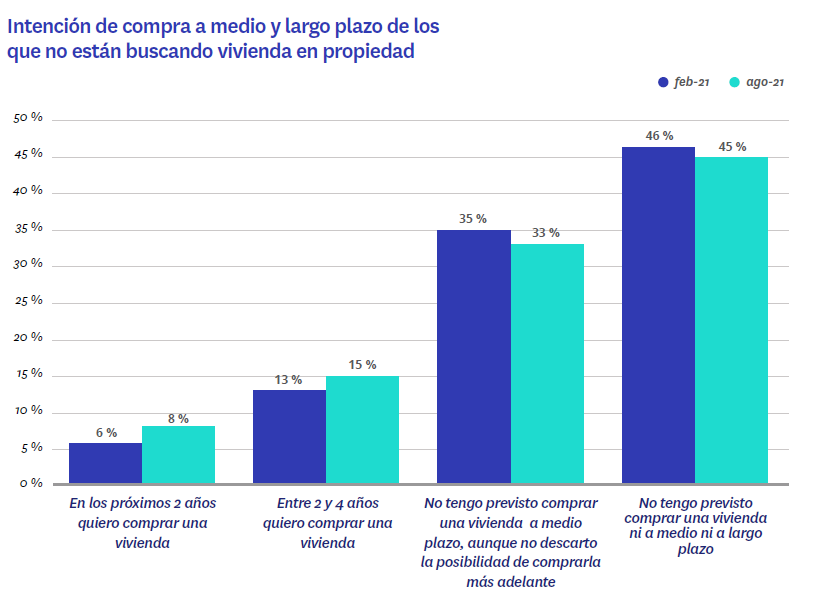 Intención de compra a medio y largo plazo de los
que no están buscando vivienda en propiedad
feb-21 ago-21
50 %
45 %
40 %
35 %
30 %
25 %
20 %
15 %
10 %
5 %
0 %
6 %
8 %
13 %
15 %
35 %
33 %
46 %
45 %
En los próximos 2 años
quiero comprar una
vivienda
Entre 2 y 4 años
quiero comprar una
vivienda
No tengo previsto comprar
una vivienda a medio
plazo, aunque no descarto
la posibilidad de comprarla
más adelante
No tengo previsto
comprar una vivienda
ni a medio ni a largo
plazo